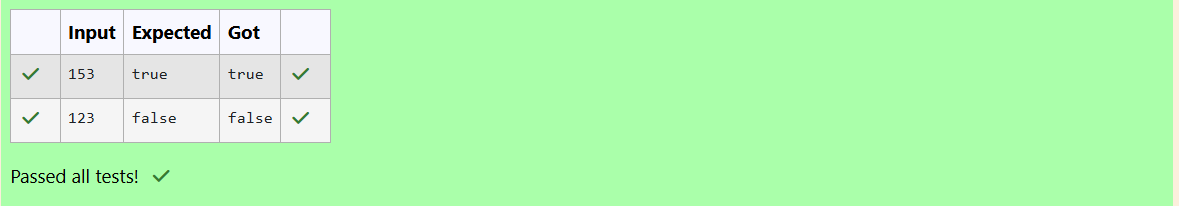 Input Expected Got
153 true true
123 false false
Passed all tests!